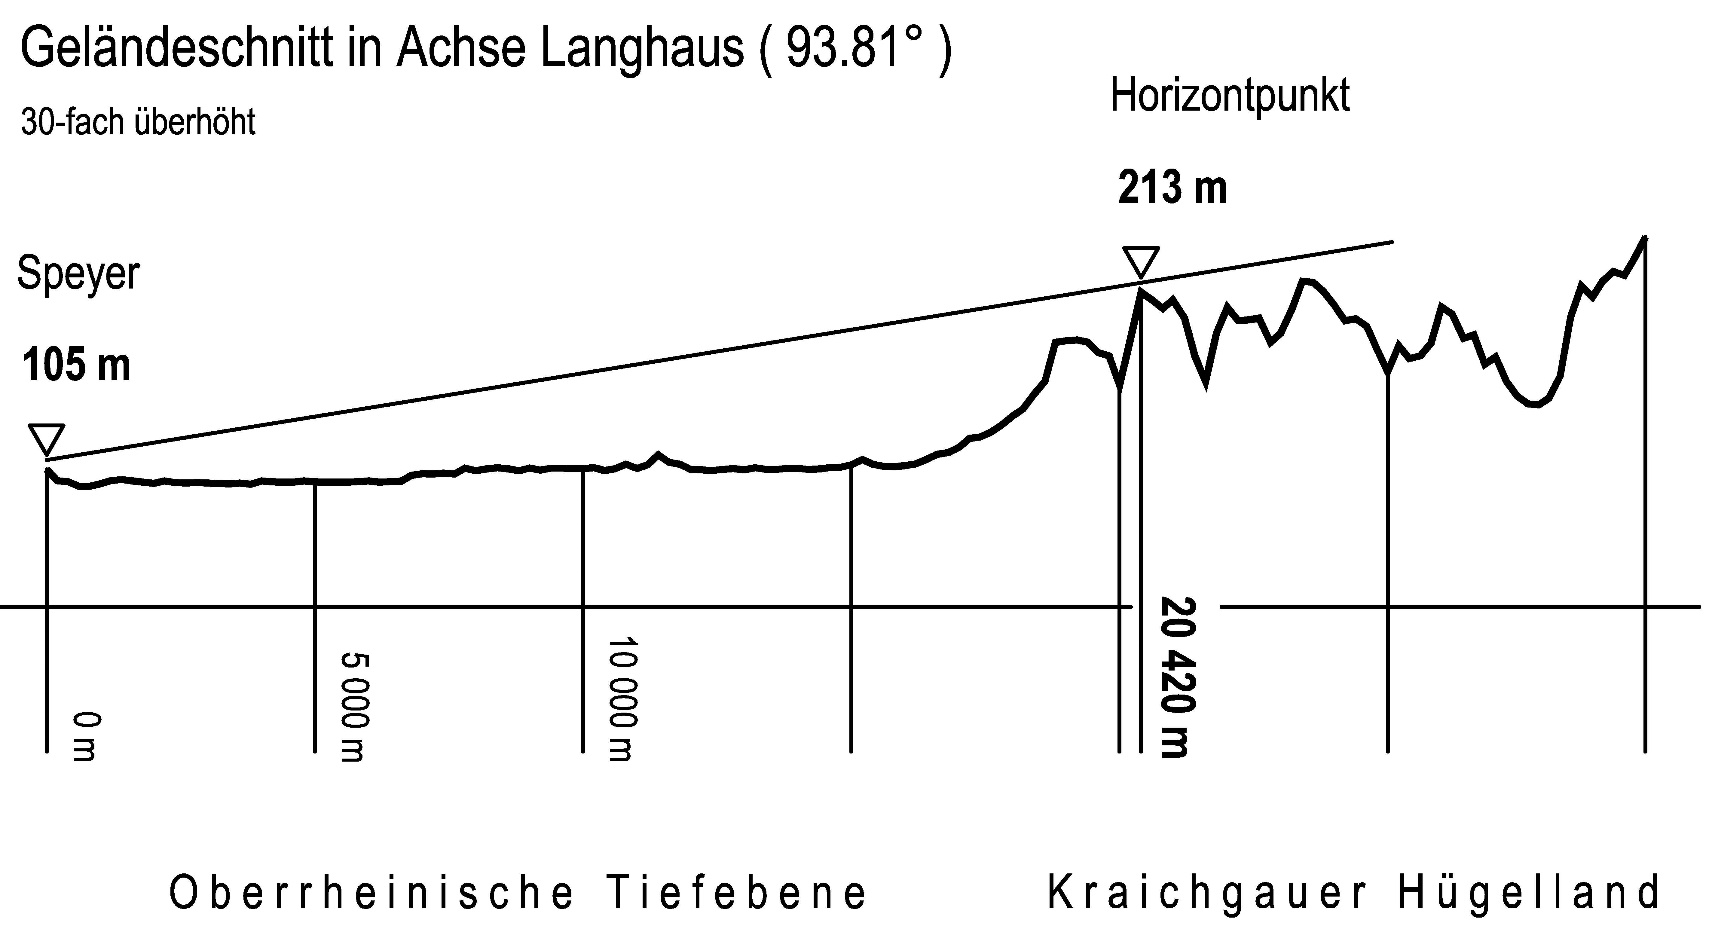 Geländeschnitt in Achse Langhaus ( 93.81° )
30-fach überhöht
Horizontpunkt
213 m
Speyer
105 m
0 m
5 000 m
10 000 m
20 420 m
Oberrheinische Tiefebene
Kraichgauer Hügelland